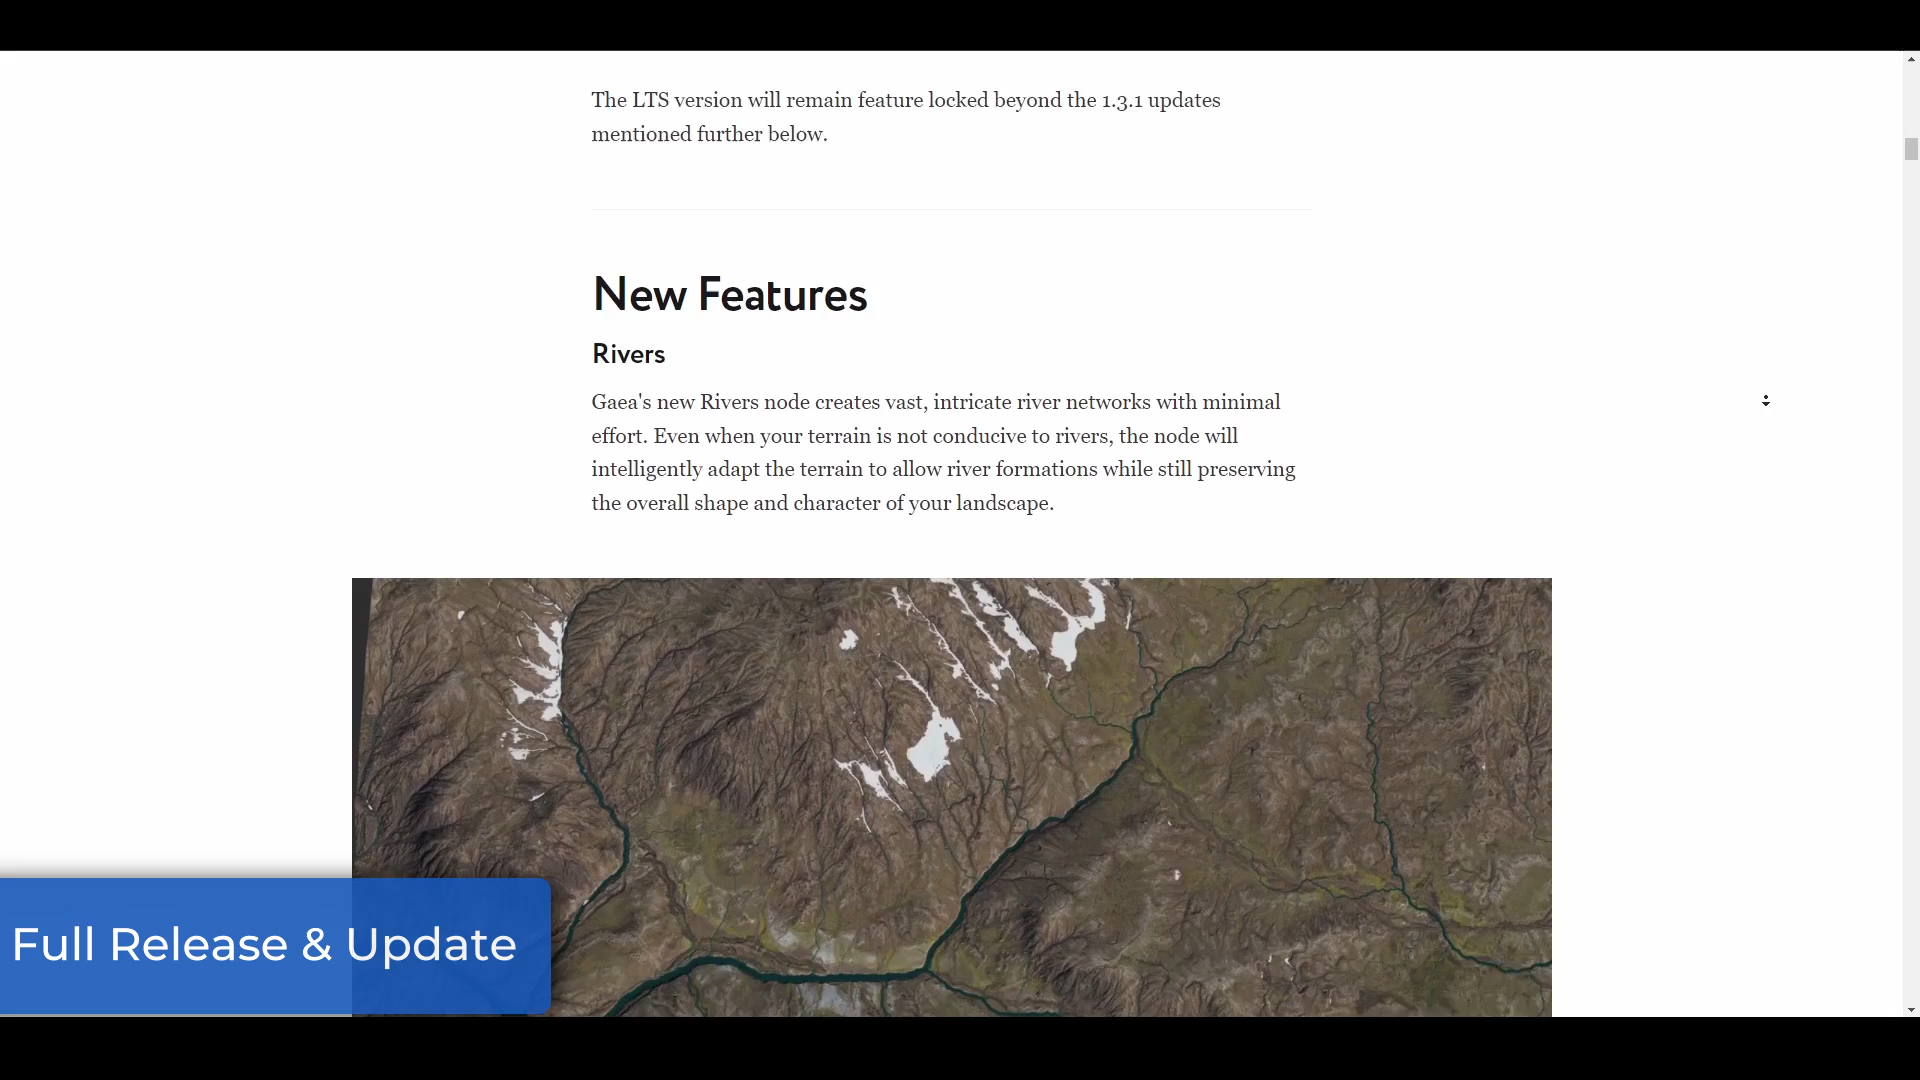 The LTS version will remain feature locked beyond the 1.3.1 updates
mentioned further below.
New Features
Rivers
Gaea's new Rivers node creates vast, intricate river networks with minimal
effort. Even when your terrain is not conducive to rivers, the node will
intelligently adapt the terrain to allow river formations while still preserving
the overall shape and character of your landscape.
Full Release & Update